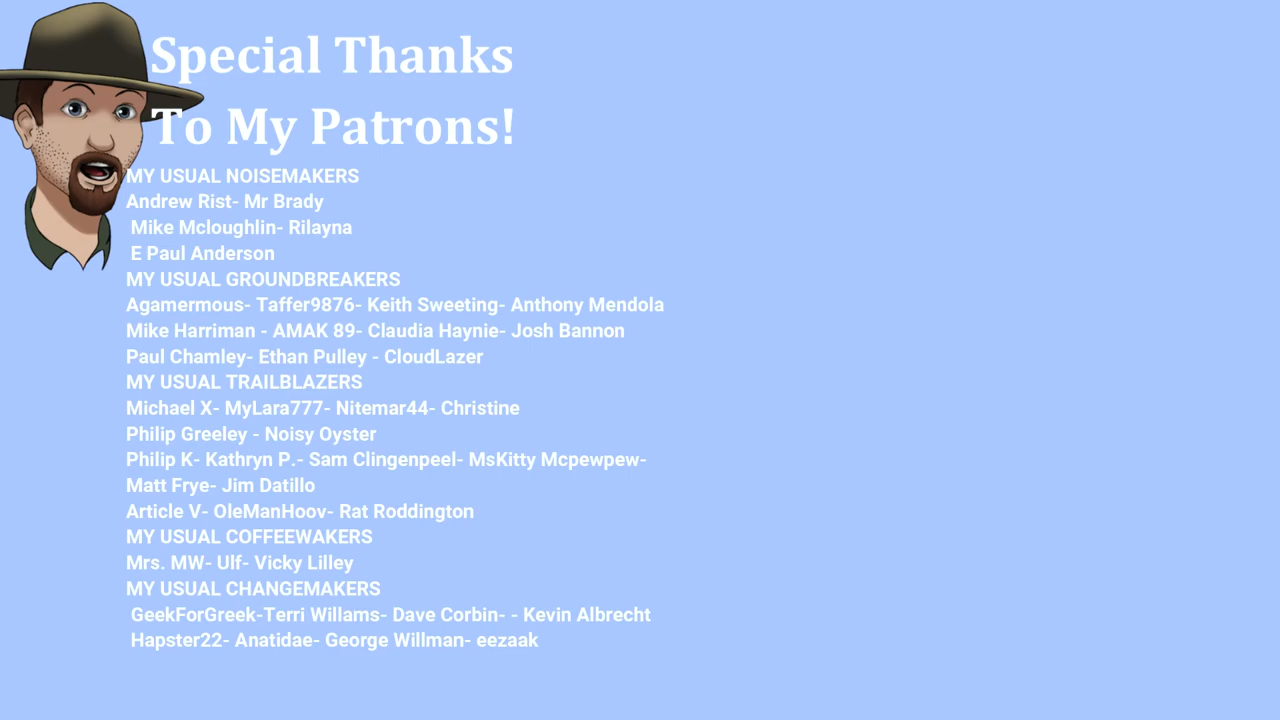 Special Thanks
To My Patrons!
MY USUAL NOISEMAKERS
Andrew Rist- Mr Brady
Mike Mcloughlin- Rilayna
E Paul Anderson
MY USUAL GROUNDBREAKERS
Agamermous- Taffer9876- Keith Sweeting- Anthony Mendola
Mike Harriman - AMAK 89- Claudia Haynie- Josh Bannon
Paul Chamley- Ethan Pulley - CloudLazer
MY USUAL TRAILBLAZERS
Michael X- MyLara777- Nitemar44- Christine
Philip Greeley - Noisy Oyster
Philip K- Kathryn P.- Sam Clingenpeel- MsKitty Mcpewpew-
Matt Frye- Jim Datillo
Article V- OleManHoov- Rat Roddington
MY USUAL COFFEEWAKERS
Mrs. MW- Ulf- Vicky Lilley
MY USUAL CHANGEMAKERS
GeekForGreek-Terri Willams- Dave Corbin- - Kevin Albrecht
Hapster22- Anatidae- George Willman- eezaak